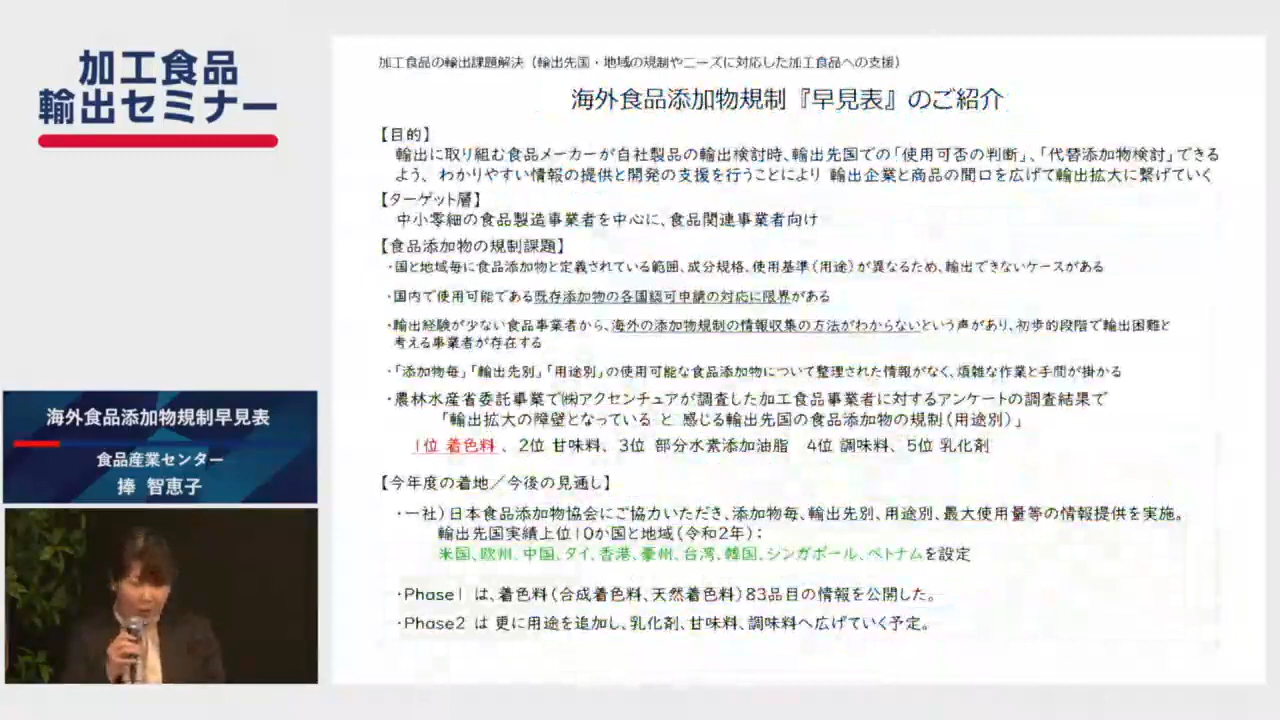 加工食品
輸出セミナー
海外食品添加物規制早見表
食品産業センター
捧 智恵子
加工食品の輸出課題解決（輸出先国・地域の規制やニーズに対応した加工食品への支援）
海外食品添加物規制『早見表』のご紹介
【目的】
輸出に取り組む食品メーカーが自社製品の輸出検討時、輸出先国での「使用可否の判断」、「代替添加物検討」できる
よう、わかりやすい情報の提供と開発の支援を行うことにより 輸出企業と商品の間口を広げて輸出拡大に繋げていく
【ターゲット層】
中小零細の食品製造事業者を中心に、食品関連事業者向け
【食品添加物の規制課題】
・国と地域毎に食品添加物と定義されている範囲、成分規格、使用基準（用途）が異なるため、輸出できないケースがある
・国内で使用可能である既存添加物の各国認可申請の対応に限界がある
・輸出経験が少ない食品事業者から、海外の添加物規制の情報収集の方法がわからないという声があり、初歩的段階で輸出困難と
考える事業者が存在する
・「添加物毎」「輸出先別」「用途別」の使用可能な食品添加物について整理された情報がなく、煩雑な作業と手間が掛かる
・農林水産省委託事業で㈱アクセンチュアが調査した加工食品事業者に対するアンケートの調査結果で
「輸出拡大の障壁となっている と 感じる輸出先国の食品添加物の規制（用途別）」
1位 着色料 、2位 甘味料、3位 部分水素添加油脂 4位 調味料、5位 乳化剤
【今年度の着地／今後の見通し】
・一社）日本食品添加物協会にご協力いただき、添加物毎、輸出先別、用途別、最大使用量等の情報提供を実施。
輸出先国実績上位10か国と地域（令和2年）：
米国、欧州、中国、タイ、香港、豪州、台湾、韓国、シンガポール、ベトナムを設定
・Phase1 は、着色料（合成着色料、天然着色料）83品目の情報を公開した。
・Phase2 は 更に用途を追加し、乳化剤、甘味料、調味料へ広げていく予定。